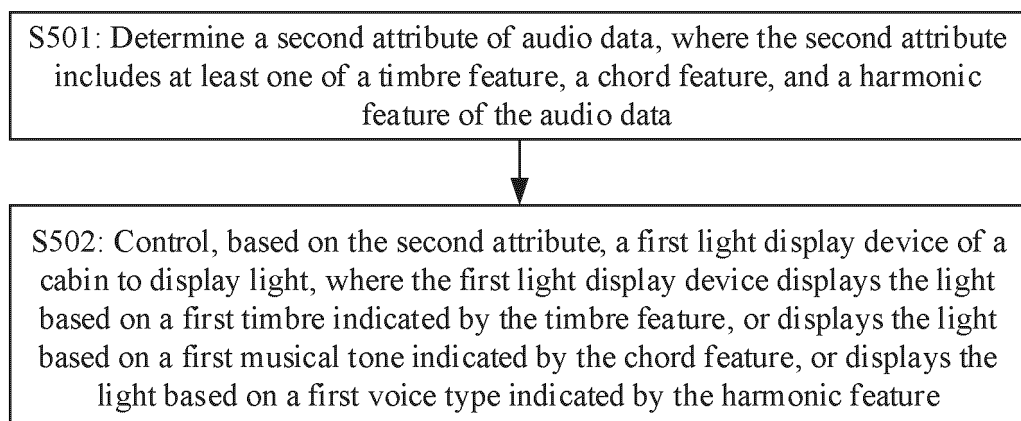 S501: Determine a second attribute of audio data, where the second attribute
includes at least one of a timbre feature, a chord feature, and a harmonic
feature of the audio data
S502: Control, based on the second attribute, a first light display device of a
cabin to display light, where the first light display device displays the light
based on a first timbre indicated by the timbre feature, or displays the light
based on a first musical tone indicated by the chord feature, or displays the
light based on a first voice type indicated by the harmonic feature